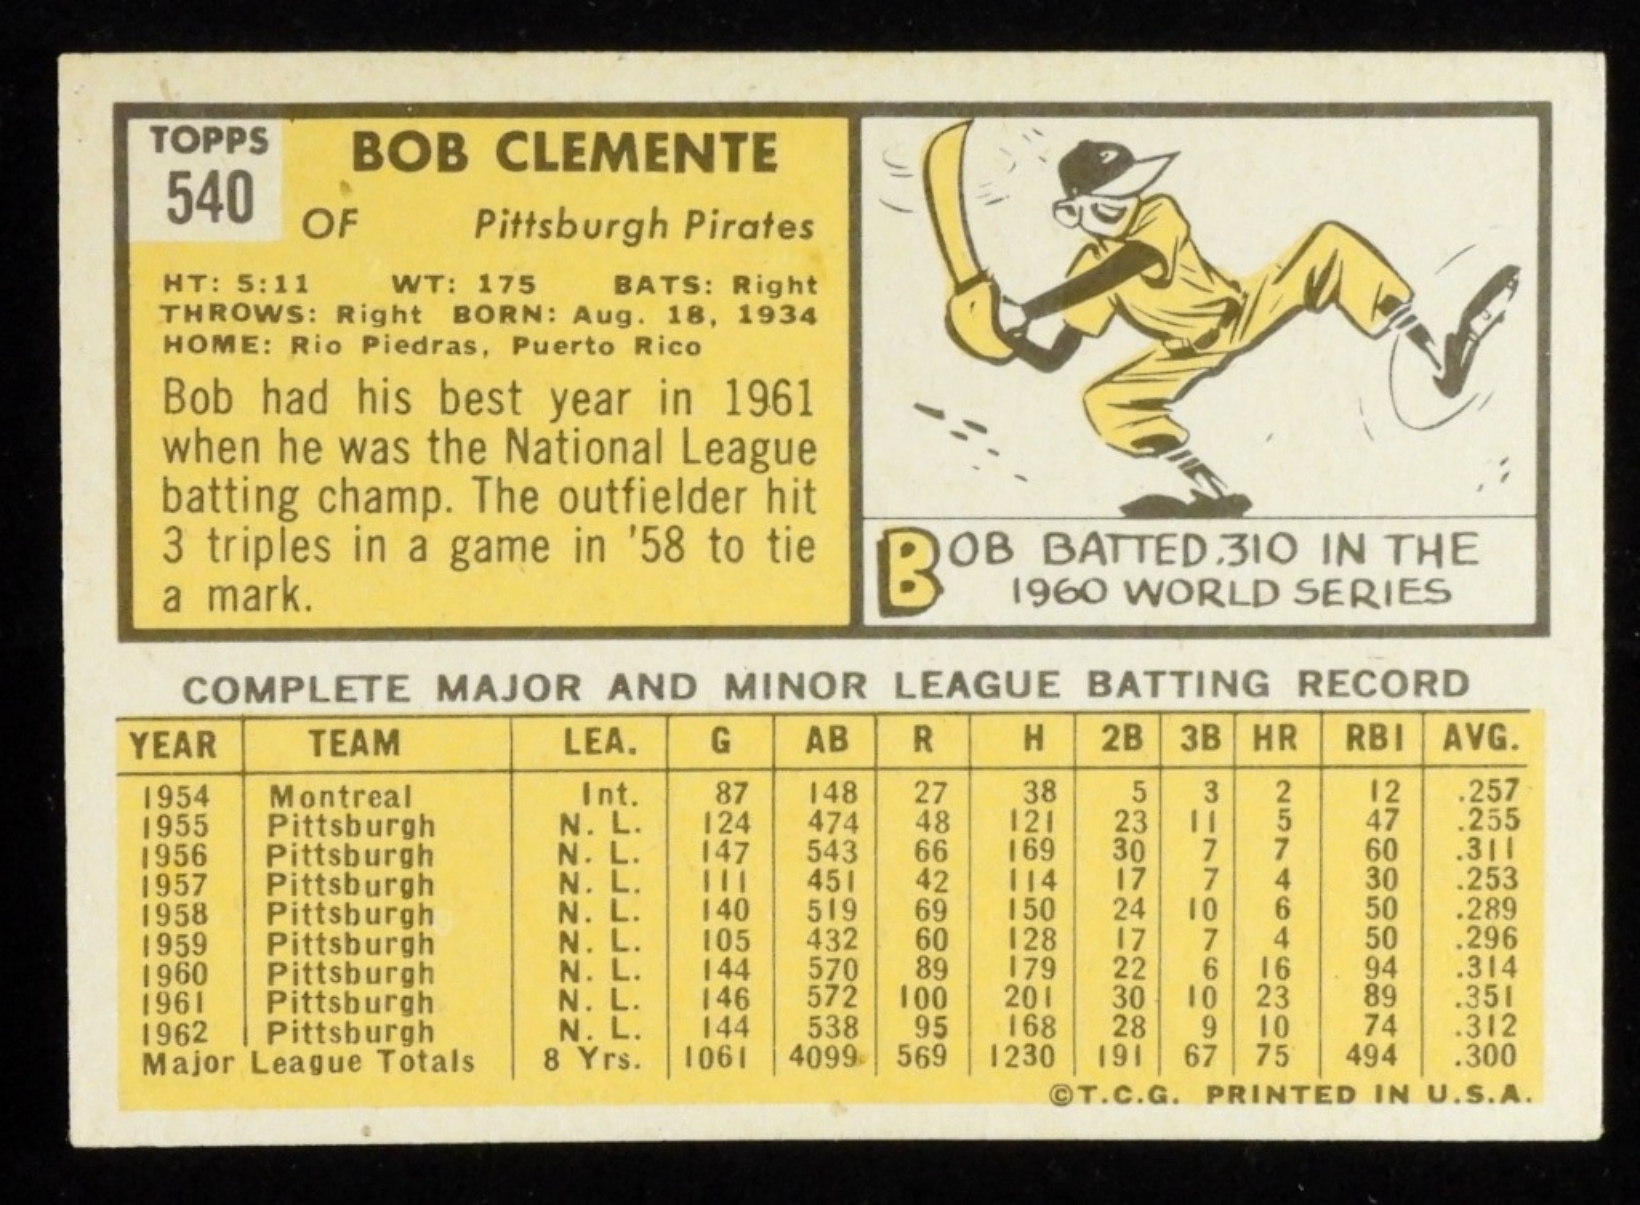 TOPPS
540
BOB CLEMENTE
OF Pittsburgh Pirates
HT: 5:11 WT: 175 BATS: Right
THROWS: Right BORN: Aug. 18, 1934
HOME: Rio Piedras, Puerto Rico
Bob had his best year in 1961
when he was the National League
batting champ. The outfielder hit
3 triples in a game in '58 to tie
a mark.
BOB BATTED .310 IN THE
1960 WORLD SERIES
COMPLETE MAJOR AND MINOR LEAGUE BATTING RECORD
YEAR TEAM LEA. G AB R H 2B 3B HR RBI AVG.
1954 Montreal Int. 87 148 27 38 5 3 2 12 .257
1955 Pittsburgh N. L. 124 474 48 121 23 11 5 47 .255
1956 Pittsburgh N. L. 147 543 66 169 30 7 7 60 .311
1957 Pittsburgh N. L. 111 451 42 114 17 7 4 30 .253
1958 Pittsburgh N. L. 140 519 69 150 24 10 6 50 .289
1959 Pittsburgh N. L. 105 432 60 128 17 7 4 50 .296
1960 Pittsburgh N. L. 144 570 89 179 22 6 16 94 .314
1961 Pittsburgh N. L. 146 572 100 201 30 10 23 89 .351
1962 Pittsburgh N. L. 144 538 95 168 28 9 10 74 .312
Major League Totals 8 Yrs. 1061 4099 569 1230 191 67 75 494 .300
©T.C.G. PRINTED IN U.S.A.